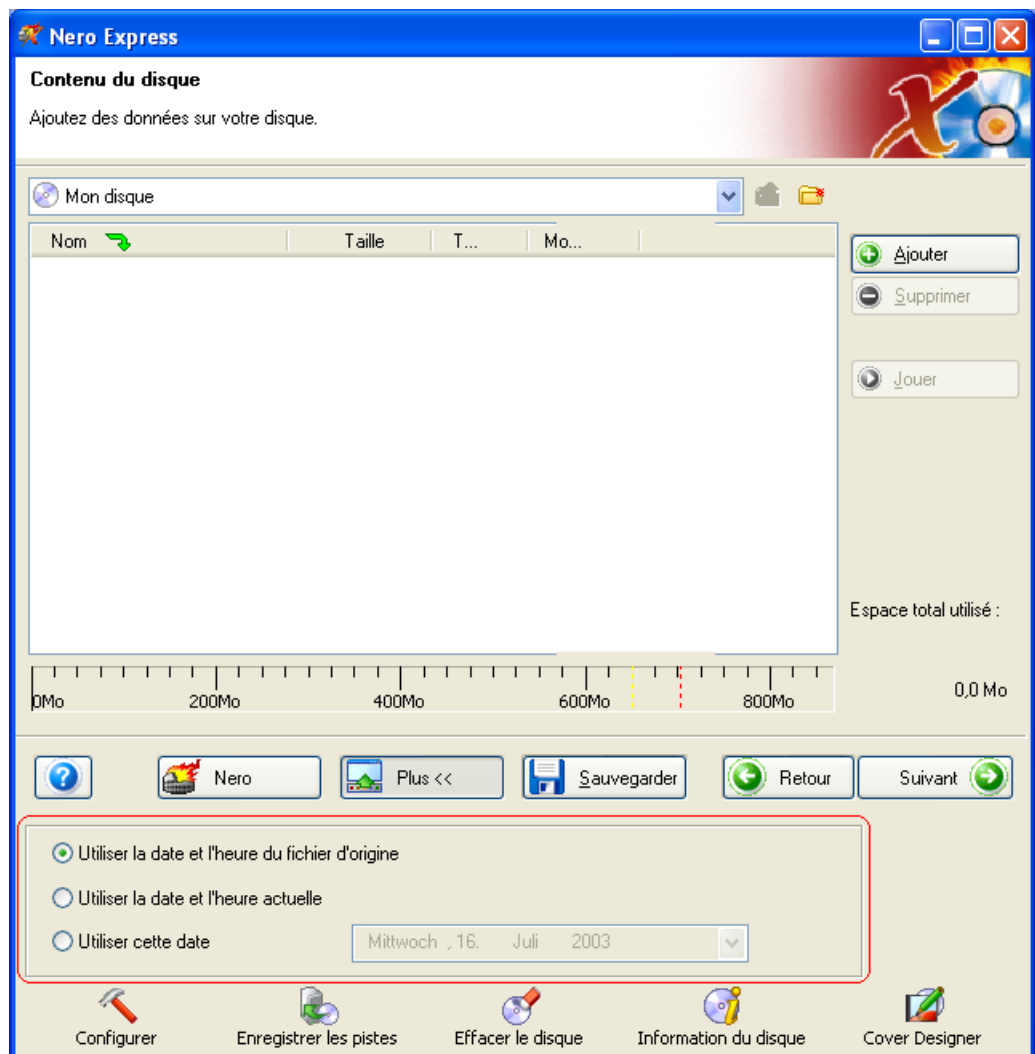 Nero Express
Contenu du disque
Ajoutez des données sur votre disque.
Mon disque
Nom Taille T... Mo...
Ajouter
Supprimer
Jouer
Espace total utilisé :
0Mo 200Mo 400Mo 600Mo 800Mo
0,0 Mo
Nero Plus << Sauvegarder Retour Suivant
Utiliser la date et l'heure du fichier d'origine
Utiliser la date et l'heure actuelle
Utiliser cette date Mittwoch , 16. Juli 2003
Configurer Enregistrer les pistes Effacer le disque Information du disque Cover Designer